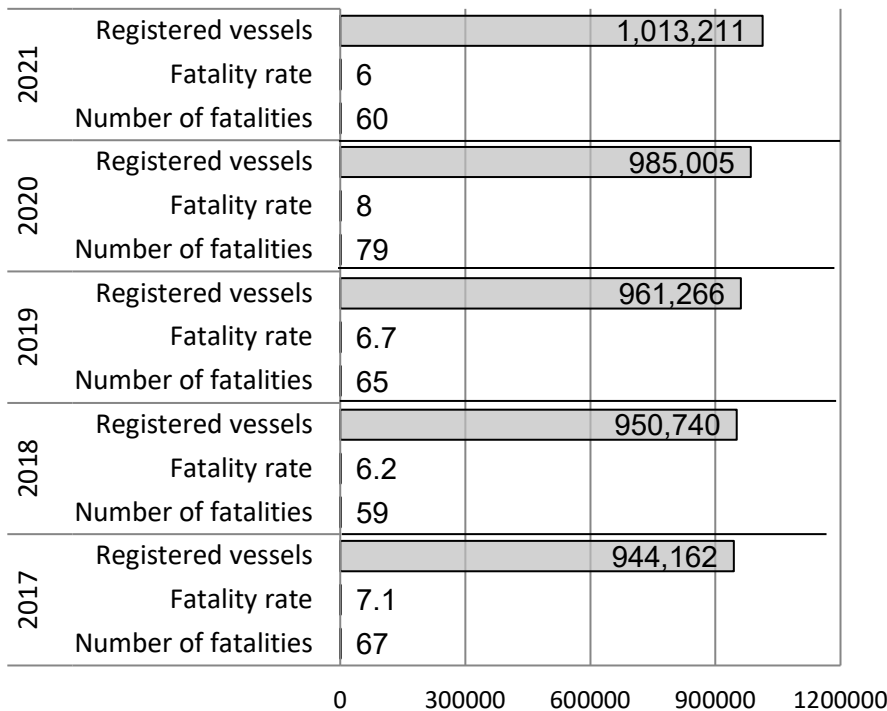 2021
Registered vessels 1,013,211
Fatality rate 6
Number of fatalities 60
2020
Registered vessels 985,005
Fatality rate 8
Number of fatalities 79
2019
Registered vessels 961,266
Fatality rate 6.7
Number of fatalities 65
2018
Registered vessels 950,740
Fatality rate 6.2
Number of fatalities 59
2017
Registered vessels 944,162
Fatality rate 7.1
Number of fatalities 67
0 300000 600000 900000 1200000